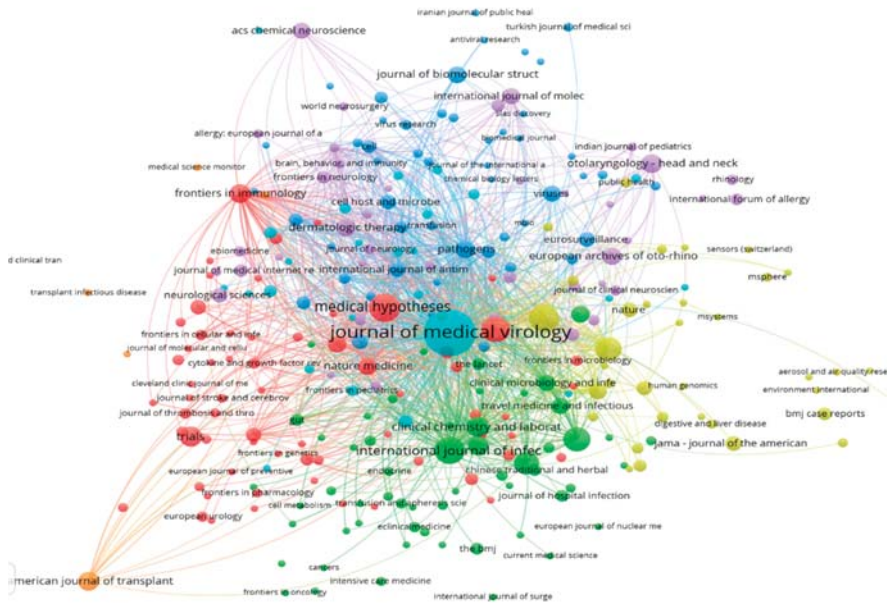 iranian journal of public heal
acs chemical neuroscience
turkish journal of medical sci
antiviral research
journal of biomolecular struct
international journal of molec
world neurosurgery
slas discovery
virus research
allergy: european journal of a
biomedical journal
cell
indian journal of pediatrics
medical science monitor
brain, behavior, and immunity
journal of the international a
otolaryngology - head and neck
frontiers in neurology
chemical biology letters
public health
rhinology
frontiers in immunology
viruses
international forum of allergy
cell host and microbe
dermatologic therapy
transfusion
mbio
eurosurveillance
ebiomedicine
journal of neurology
pathogens
sensors (switzerland)
d clinical tran
european archives of oto-rhino
journal of medical internet re
international journal of antim
msphere
transplant infectious disease
neurological sciences
journal of clinical neuroscien
medical hypotheses
nature
msystems
journal of medical virology
frontiers in cellular and infe
journal of molecular and cellu
cytokine and growth factor rev
nature medicine
the lancet
frontiers in microbiology
aerosol and air quality rese
cleveland clinic journal of me
frontiers in pediatrics
clinical microbiology and infe
human genomics
environment international
journal of stroke and cerebrov
travel medicine and infectious
journal of thrombosis and thro
gut
bmj case reports
clinical chemistry and laborat
digestive and liver disease
trials
jama - journal of the american
international journal of infec
frontiers in genetics
european journal of preventive
endocrine
chinese traditional and herbal
cell metabolism
frontiers in pharmacology
transfusion and apheresis scie
journal of hospital infection
european urology
eclinicalmedicine
european journal of nuclear me
the bmj
current medical science
cancers
american journal of transplant
intensive care medicine
frontiers in oncology
international journal of surge